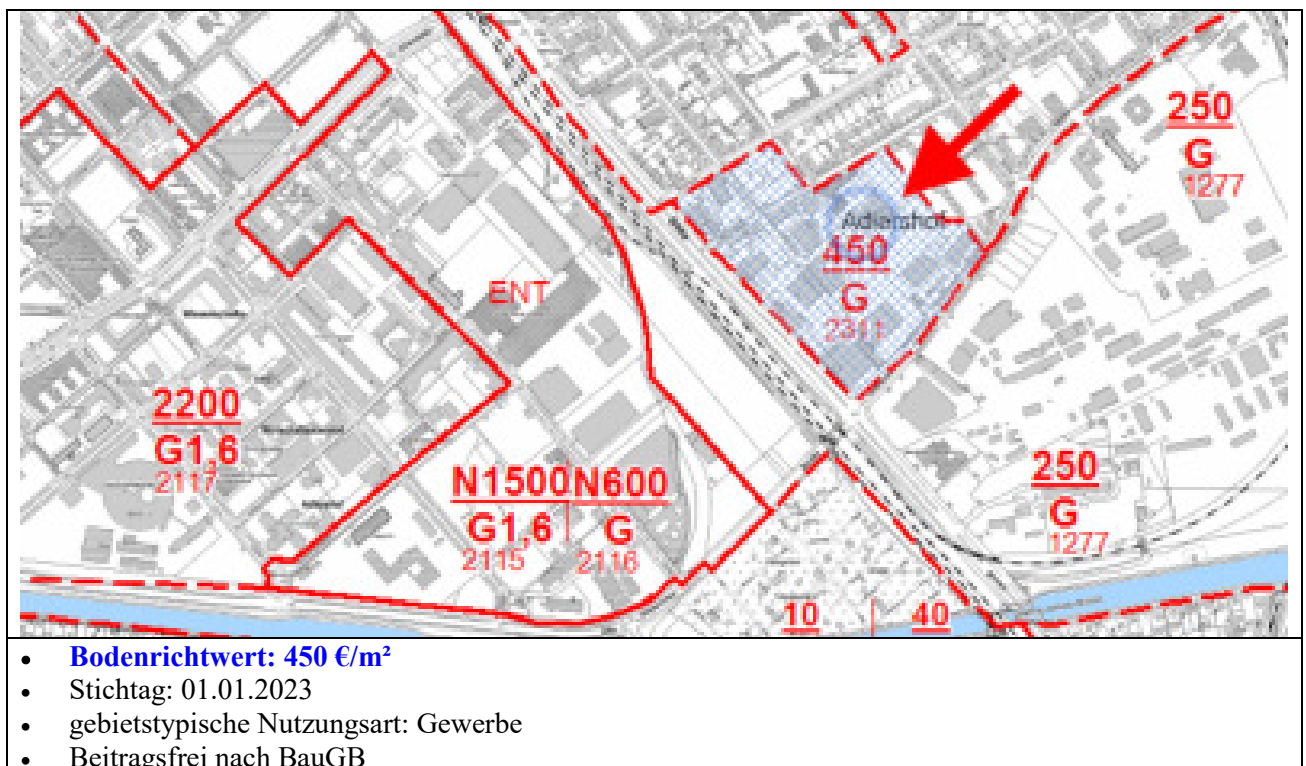 250
G
1277
Adlershof
450
G
2311
ENT
2200
G1,6
2117
N1500
G1,6
2115
N600
G
2116
250
G
1277
10
40
• Bodenrichtwert: 450 €/m²
• Stichtag: 01.01.2023
• gebietstypische Nutzungsart: Gewerbe
• Beitragsfrei nach BauGB